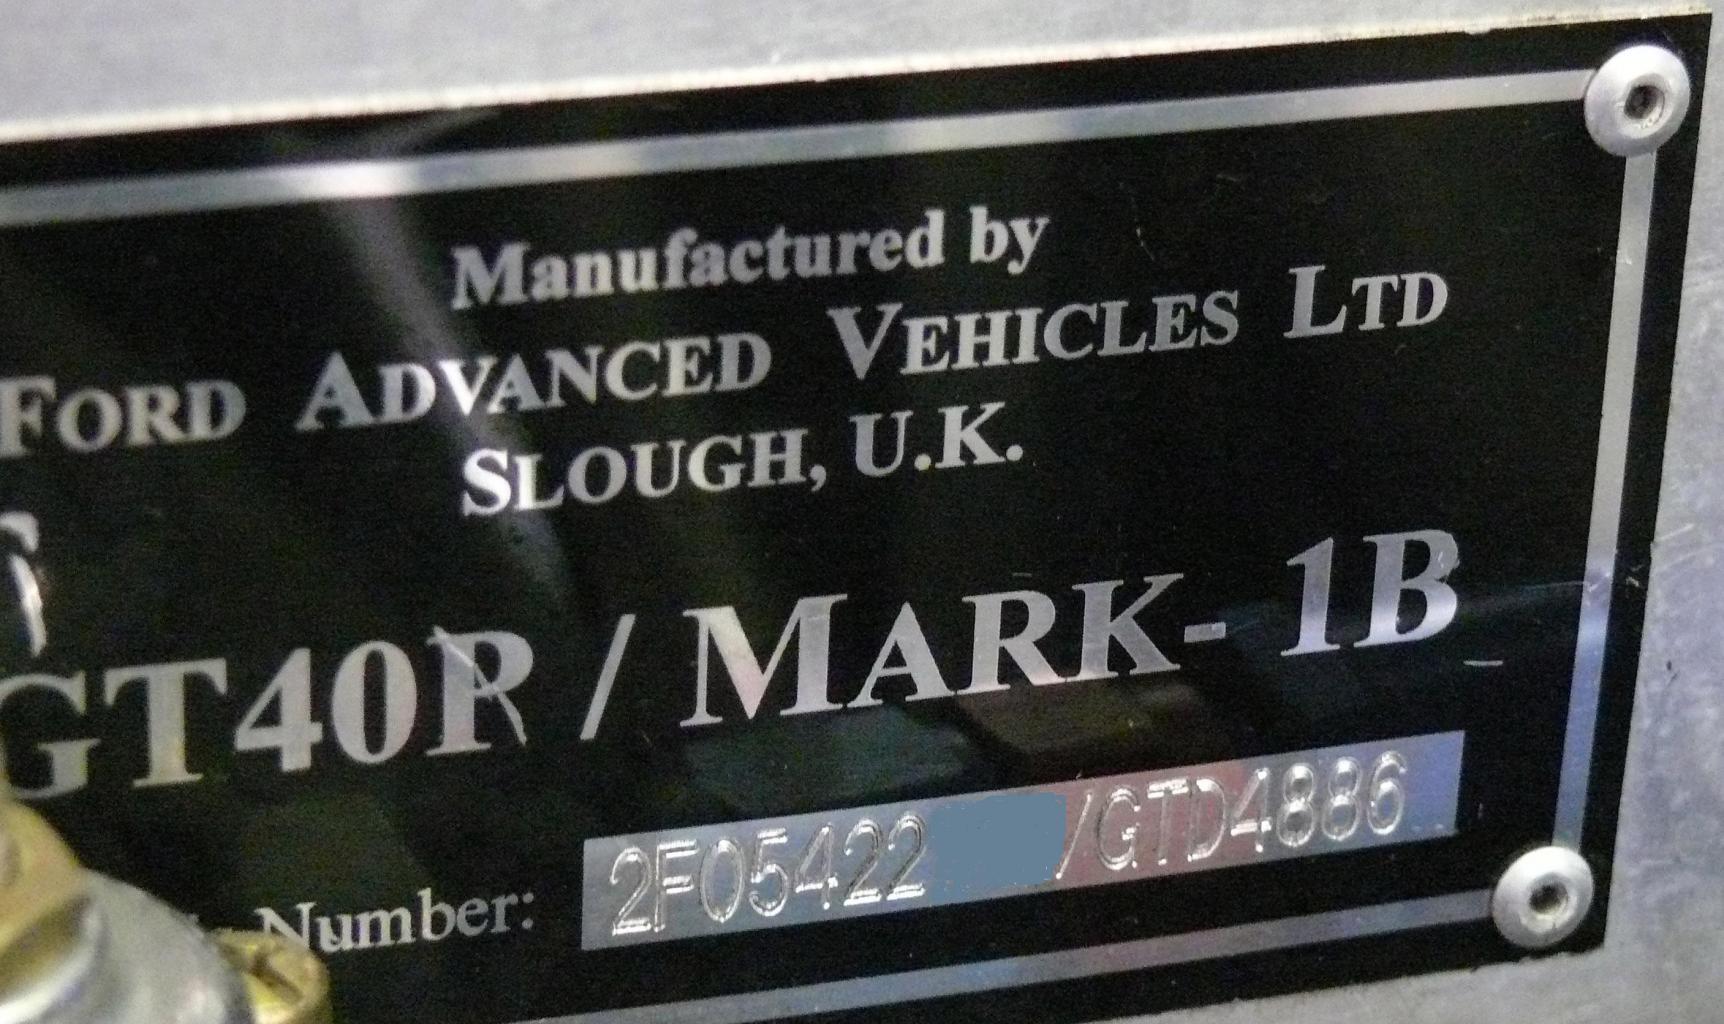 Manufactured by
FORD ADVANCED VEHICLES LTD
SLOUGH, U.K.
GT40R / MARK-1B
Number: 2F05422 /GTD4886